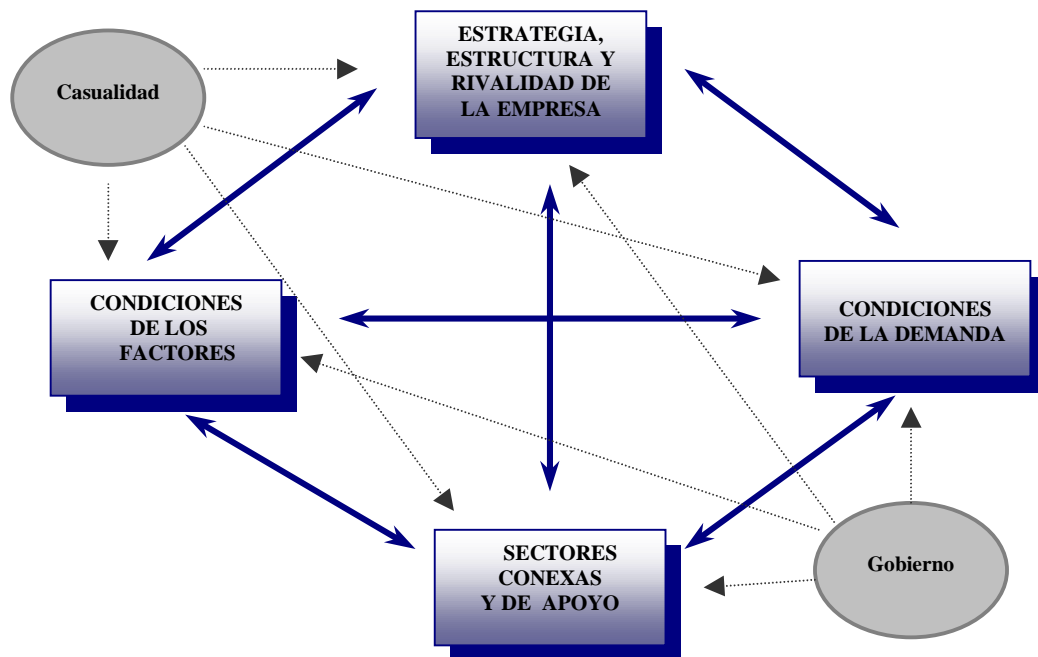 ESTRATEGIA,
ESTRUCTURA Y
RIVALIDAD DE
LA EMPRESA
Casualidad
CONDICIONES
DE LOS
FACTORES
CONDICIONES
DE LA DEMANDA
SECTORES
CONEXAS
Y DE APOYO
Gobierno